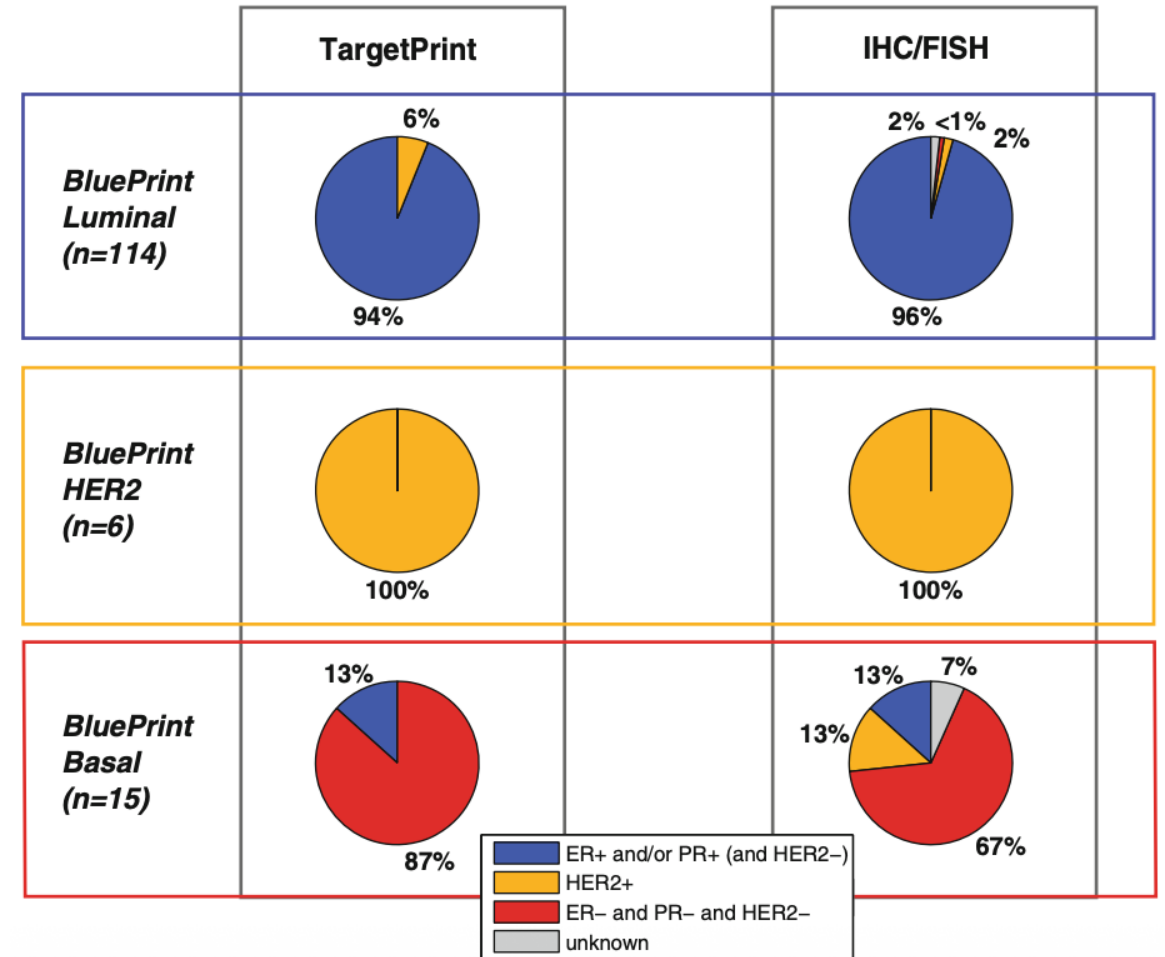 TargetPrint
IHC/FISH
BluePrint
Luminal
(n=114)
6%
94%
2%
<1%
2%
96%
BluePrint
HER2
(n=6)
100%
100%
BluePrint
Basal
(n=15)
13%
87%
13%
7%
13%
67%
ER+ and/or PR+ (and HER2−)
HER2+
ER− and PR− and HER2−
unknown